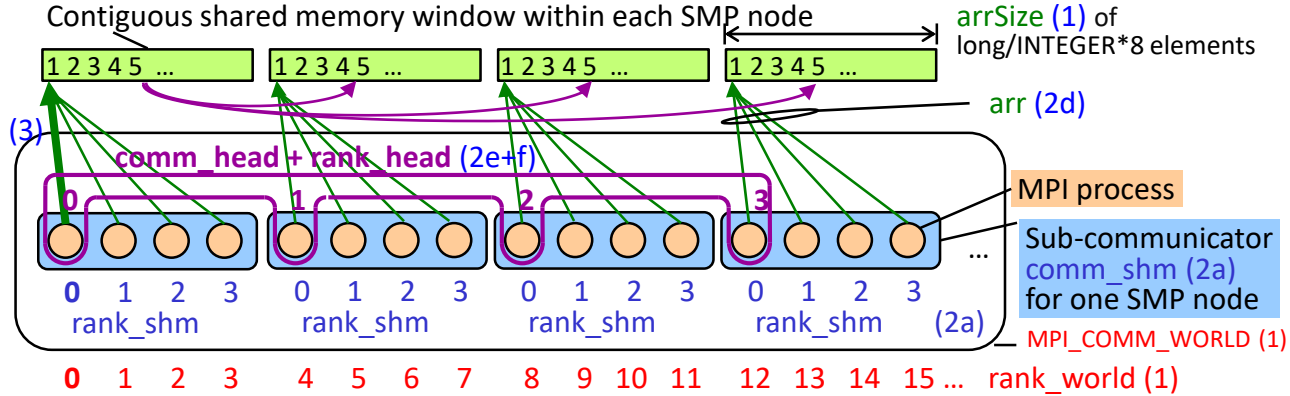 Contiguous shared memory window within each SMP node
arrSize (1) of
long/INTEGER*8 elements
1 2 3 4 5 ... 1 2 3 4 5 ... 1 2 3 4 5 ... 1 2 3 4 5 ...
arr (2d)
(3)
comm_head + rank_head (2e+f)
0 1 2 3
MPI process
Sub-communicator
comm_shm (2a)
for one SMP node
...
0 1 2 3 0 1 2 3 0 1 2 3 0 1 2 3
rank_shm rank_shm rank_shm rank_shm (2a)
MPI_COMM_WORLD (1)
0 1 2 3 4 5 6 7 8 9 10 11 12 13 14 15 ... rank_world (1)